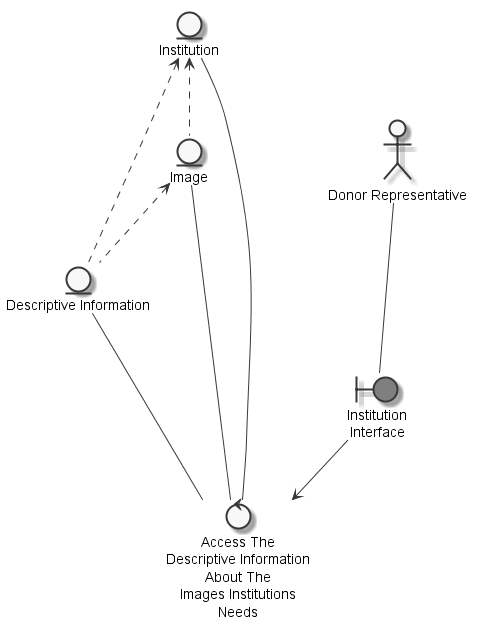 Institution
Image
Donor Representative
Descriptive Information
Institution
Interface
Access The
Descriptive Information
About The
Images Institutions
Needs